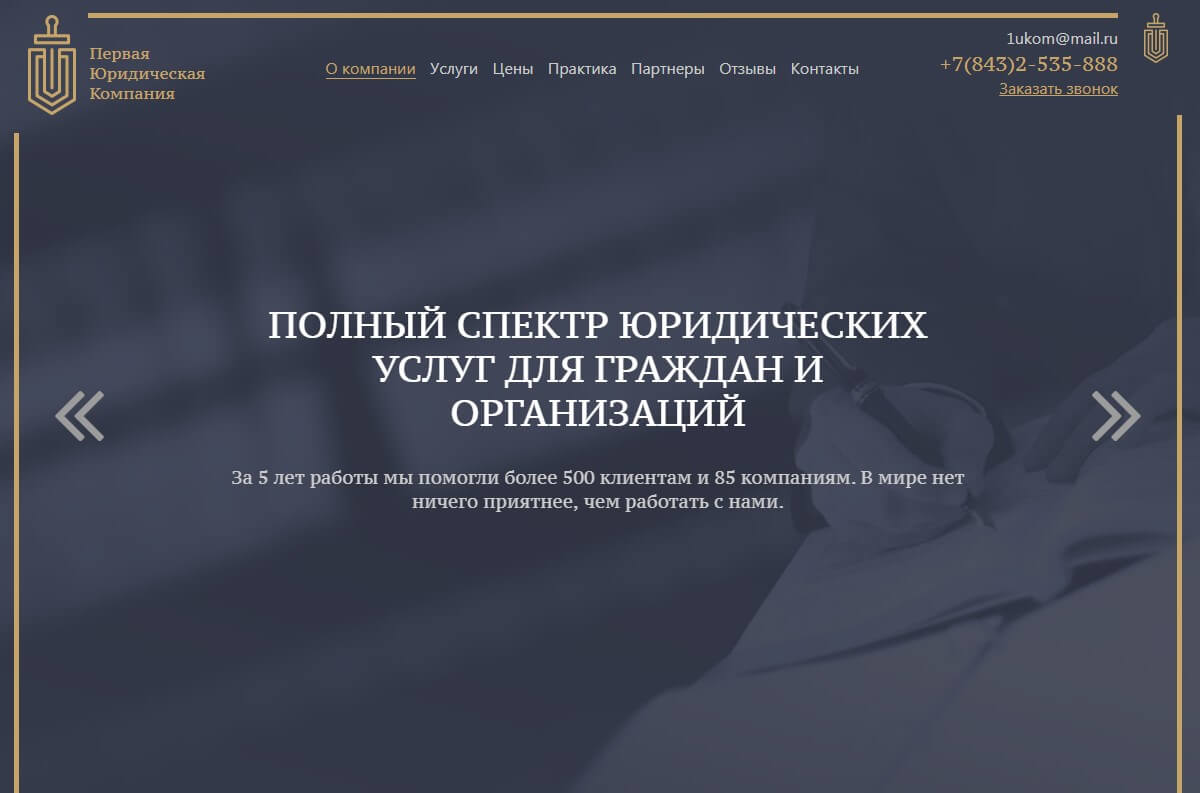 Первая
Юридическая
Компания
О компании Услуги Цены Практика Партнеры Отзывы Контакты
1ukom@mail.ru
+7(843)2-535-888
Заказать звонок
ПОЛНЫЙ СПЕКТР ЮРИДИЧЕСКИХ
УСЛУГ ДЛЯ ГРАЖДАН И
ОРГАНИЗАЦИЙ
За 5 лет работы мы помогли более 500 клиентам и 85 компаниям. В мире нет
ничего приятнее, чем работать с нами.